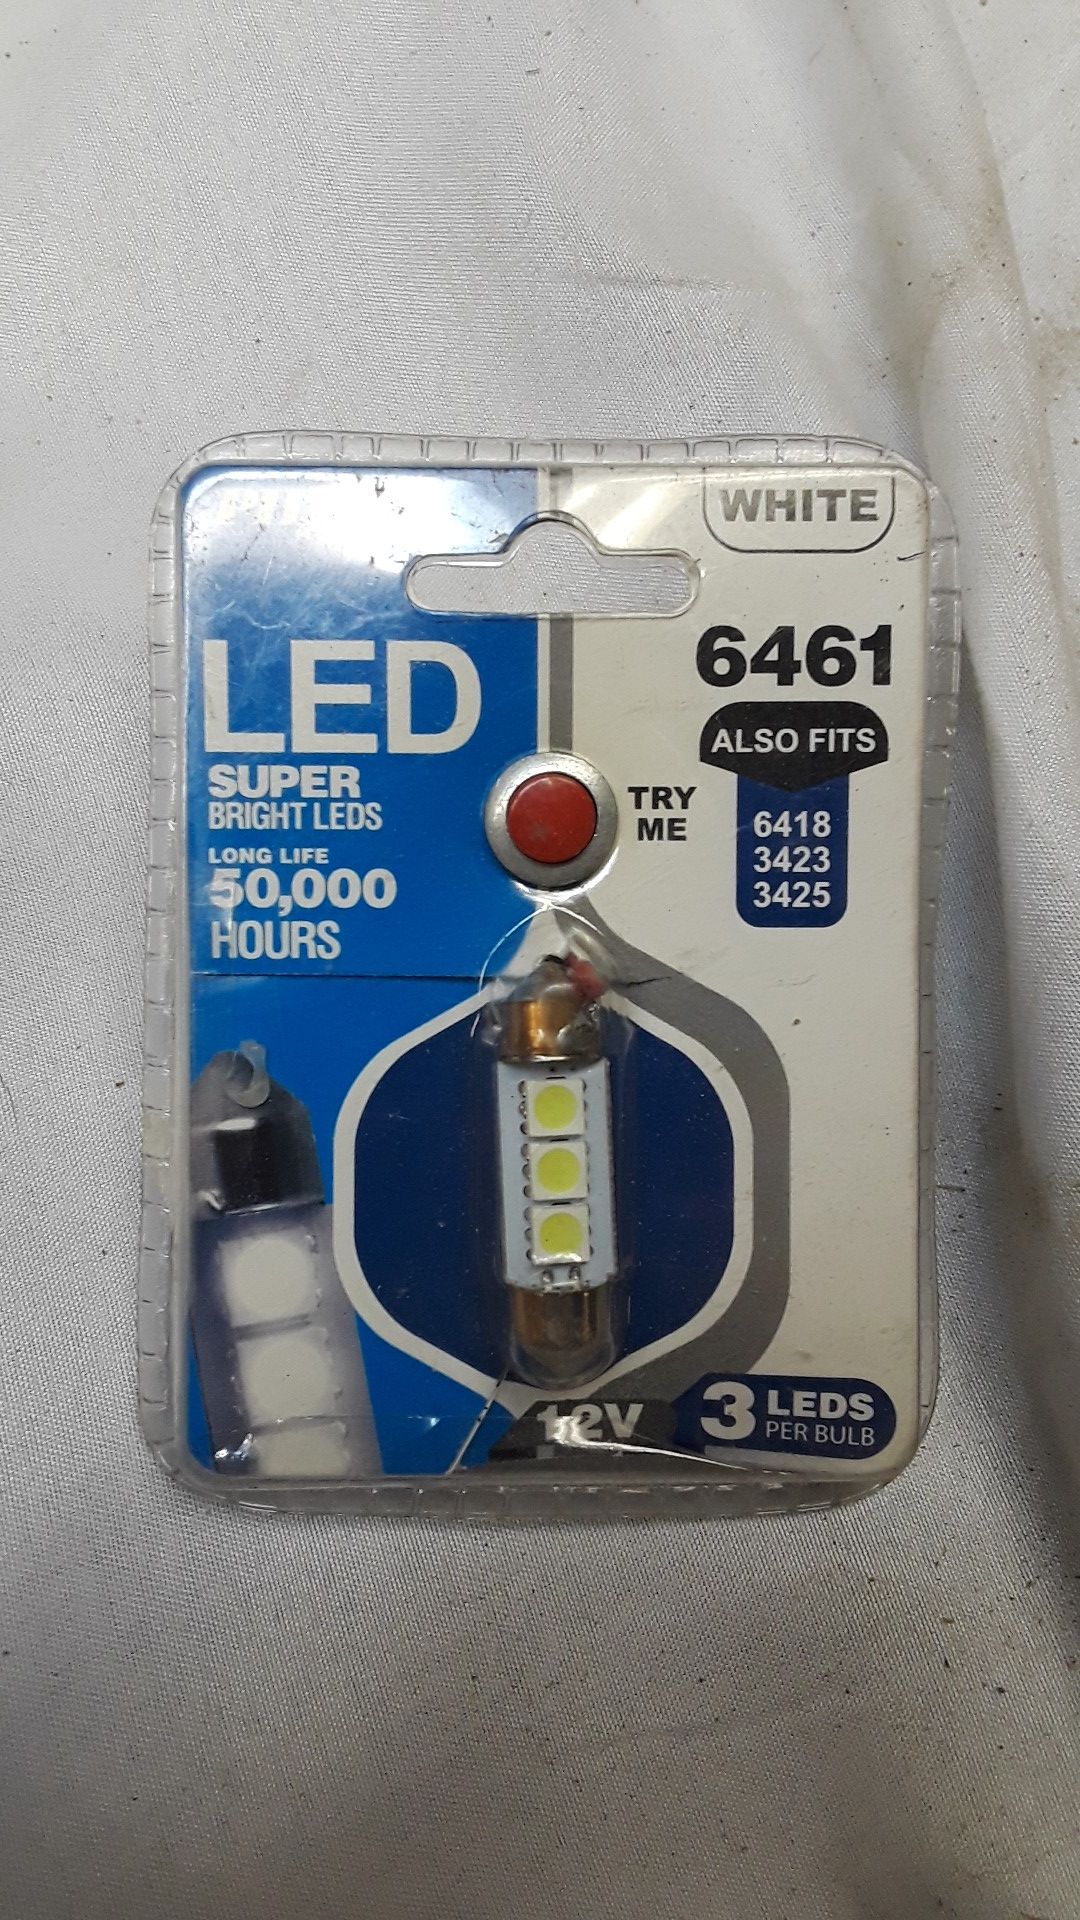 WHITE
LED
SUPER
BRIGHT LEDS
LONG LIFE
50,000
HOURS
TRY
ME
6461
ALSO FITS
6418
3423
3425
12V
3 LEDS
PER BULB